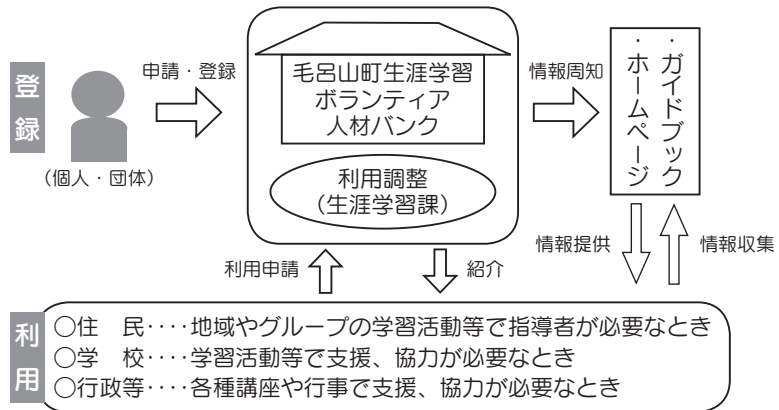 登録
(個人・団体)
申請・登録
毛呂山町生涯学習
ボランティア
人材バンク
利用調整
(生涯学習課)
情報周知
・ガイドブック
・ホームページ
利用申請
紹介
情報提供
情報収集
利用
○住　民‥‥地域やグループの学習活動等で指導者が必要なとき
○学　校‥‥学習活動等で支援、協力が必要なとき
○行政等‥‥各種講座や行事で支援、協力が必要なとき